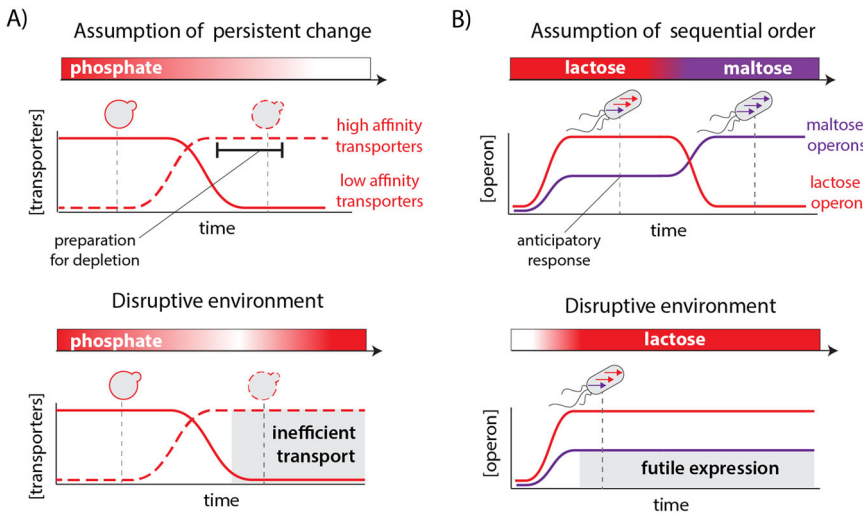 A)
Assumption of persistent change
phosphate
[transporters]
high affinity
transporters
low affinity
transporters
time
preparation
for depletion
Disruptive environment
phosphate
[transporters]
inefficient
transport
time
B)
Assumption of sequential order
lactose
maltose
[operon]
maltose
operons
lactose
operon
time
anticipatory
response
Disruptive environment
lactose
[operon]
futile expression
time